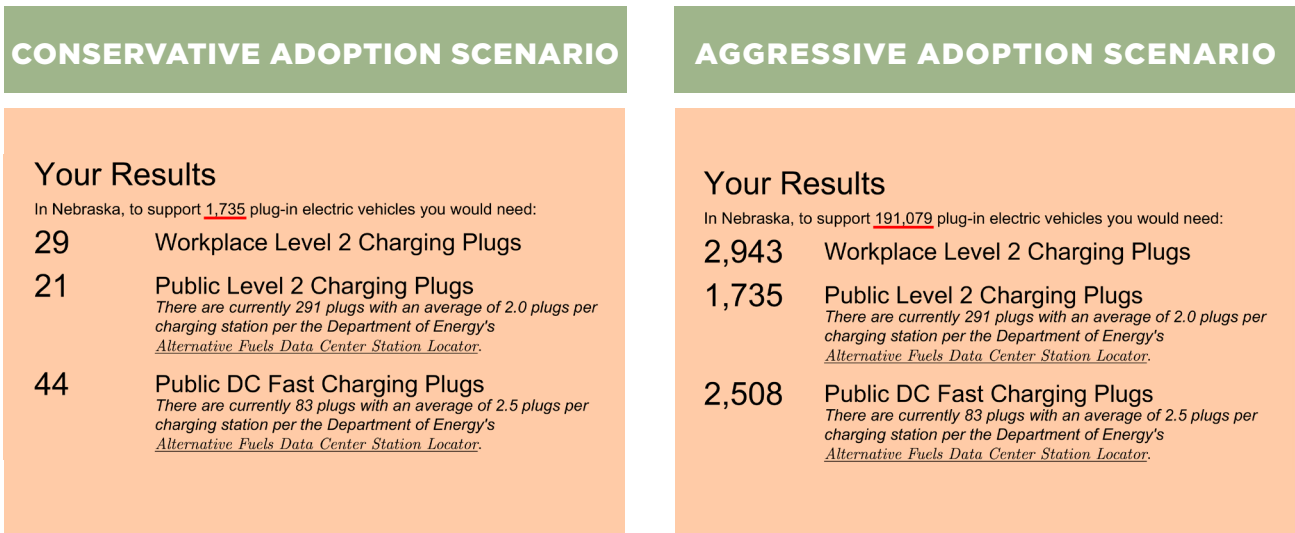 CONSERVATIVE ADOPTION SCENARIO
Your Results
In Nebraska, to support 1,735 plug-in electric vehicles you would need:
29 Workplace Level 2 Charging Plugs
21 Public Level 2 Charging Plugs
There are currently 291 plugs with an average of 2.0 plugs per
charging station per the Department of Energy's
Alternative Fuels Data Center Station Locator.
44 Public DC Fast Charging Plugs
There are currently 83 plugs with an average of 2.5 plugs per
charging station per the Department of Energy's
Alternative Fuels Data Center Station Locator.
AGGRESSIVE ADOPTION SCENARIO
Your Results
In Nebraska, to support 191,079 plug-in electric vehicles you would need:
2,943 Workplace Level 2 Charging Plugs
1,735 Public Level 2 Charging Plugs
There are currently 291 plugs with an average of 2.0 plugs per
charging station per the Department of Energy's
Alternative Fuels Data Center Station Locator.
2,508 Public DC Fast Charging Plugs
There are currently 83 plugs with an average of 2.5 plugs per
charging station per the Department of Energy's
Alternative Fuels Data Center Station Locator.